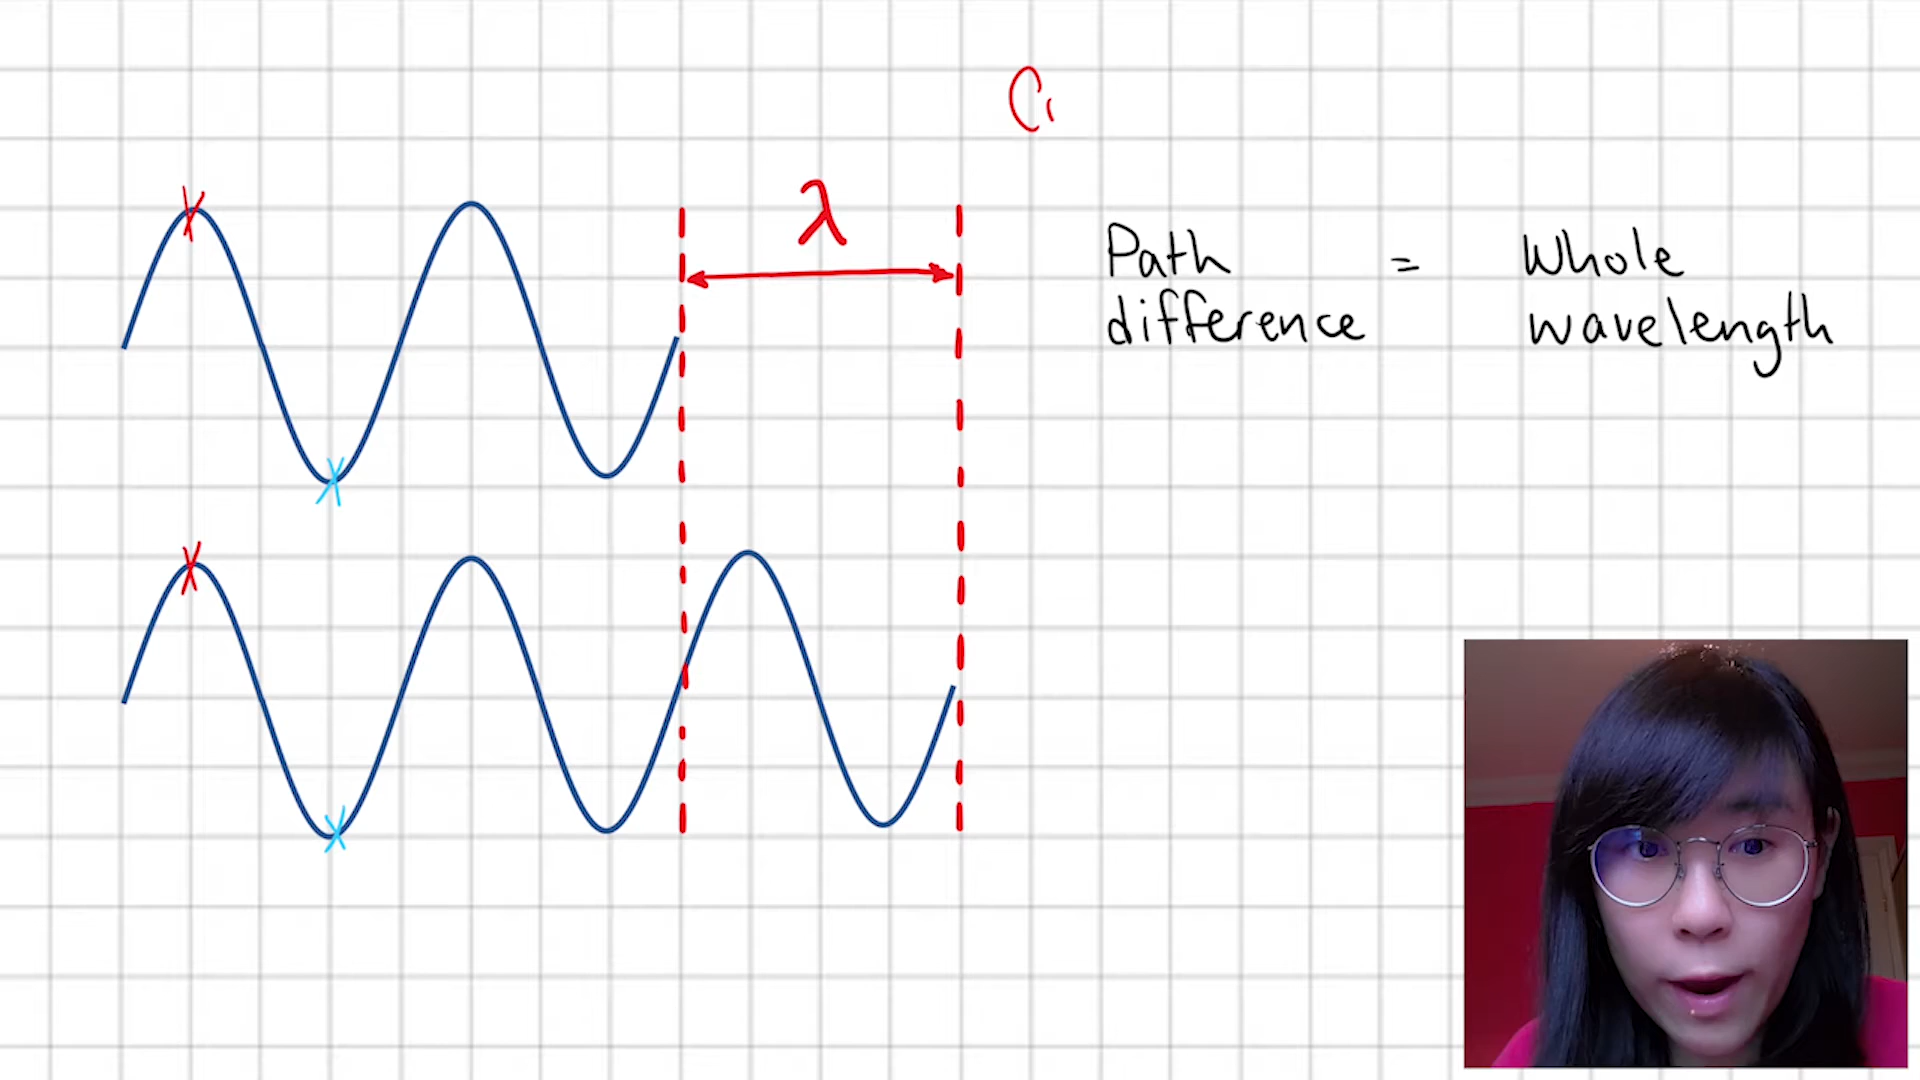 λ
Path = Whole
difference wavelength